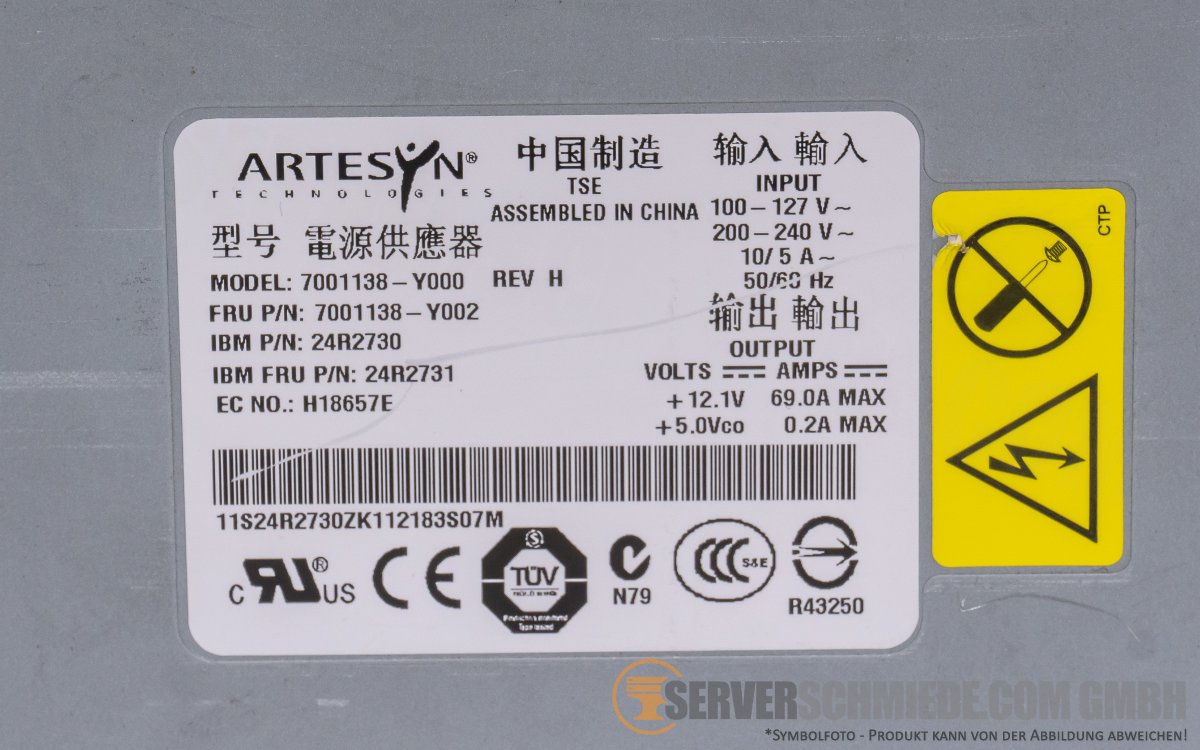 ARTESYN®
TECHNOLOGIES
中国制造
TSE
ASSEMBLED IN CHINA
型号 電源供應器
MODEL: 7001138-Y000 REV H
FRU P/N: 7001138-Y002
IBM P/N: 24R2730
IBM FRU P/N: 24R2731
EC NO.: H18657E
输入 輸入
INPUT
100-127 V~
200-240 V~
10/ 5 A~
50/60 Hz
输出 輸出
OUTPUT
VOLTS ⎓ AMPS ⎓
+12.1V 69.0A MAX
+5.0Vco 0.2A MAX
11S24R2730ZK112183S07M
C RU® US
CE
S
TÜV
N79
CCC S&E
R43250
CTP
SERVERSCHMIEDE.COM GMBH
*SYMBOLFOTO - PRODUKT KANN VON DER ABBILDUNG ABWEICHEN!